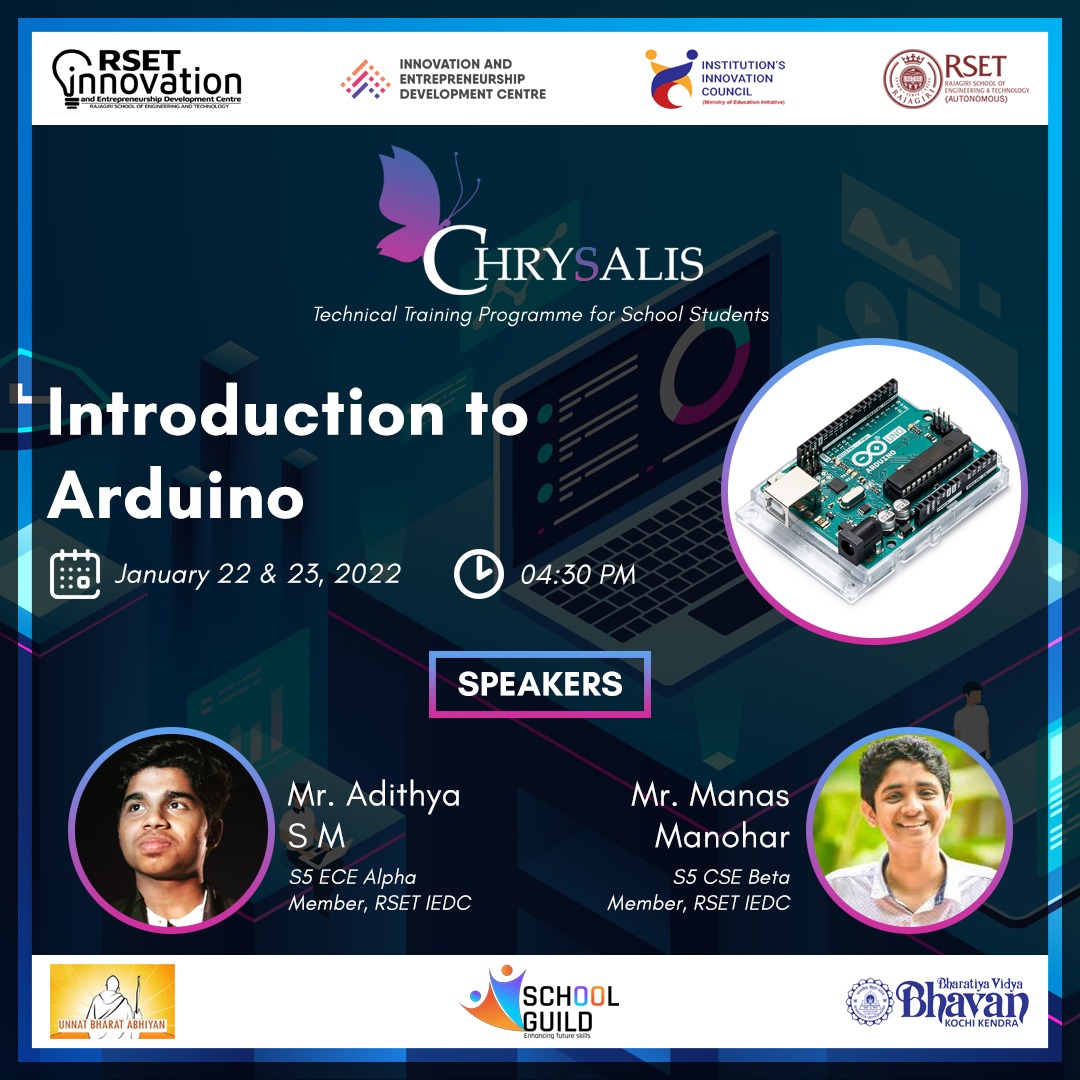 RSET
innovation
and Entrepreneurship Development Centre
RAJAGIRI SCHOOL OF ENGINEERING AND TECHNOLOGY
INNOVATION AND
ENTREPRENEURSHIP
DEVELOPMENT CENTRE
INSTITUTION'S
INNOVATION
COUNCIL
(Ministry of Education Initiative)
RAJAGIRI
RSET
RAJAGIRI SCHOOL OF
ENGINEERING & TECHNOLOGY
(AUTONOMOUS)
CHRYSALIS
Technical Training Programme for School Students
Introduction to
Arduino
UNO
ARDUINO
January 22 & 23, 2022
04:30 PM
SPEAKERS
Mr. Adithya
S M
S5 ECE Alpha
Member, RSET IEDC
Mr. Manas
Manohar
S5 CSE Beta
Member, RSET IEDC
UNNAT BHARAT ABHIYAN
SCHOOL
GUILD
Enhancing future skills
Bharatiya Vidya
Bhavan
KOCHI KENDRA